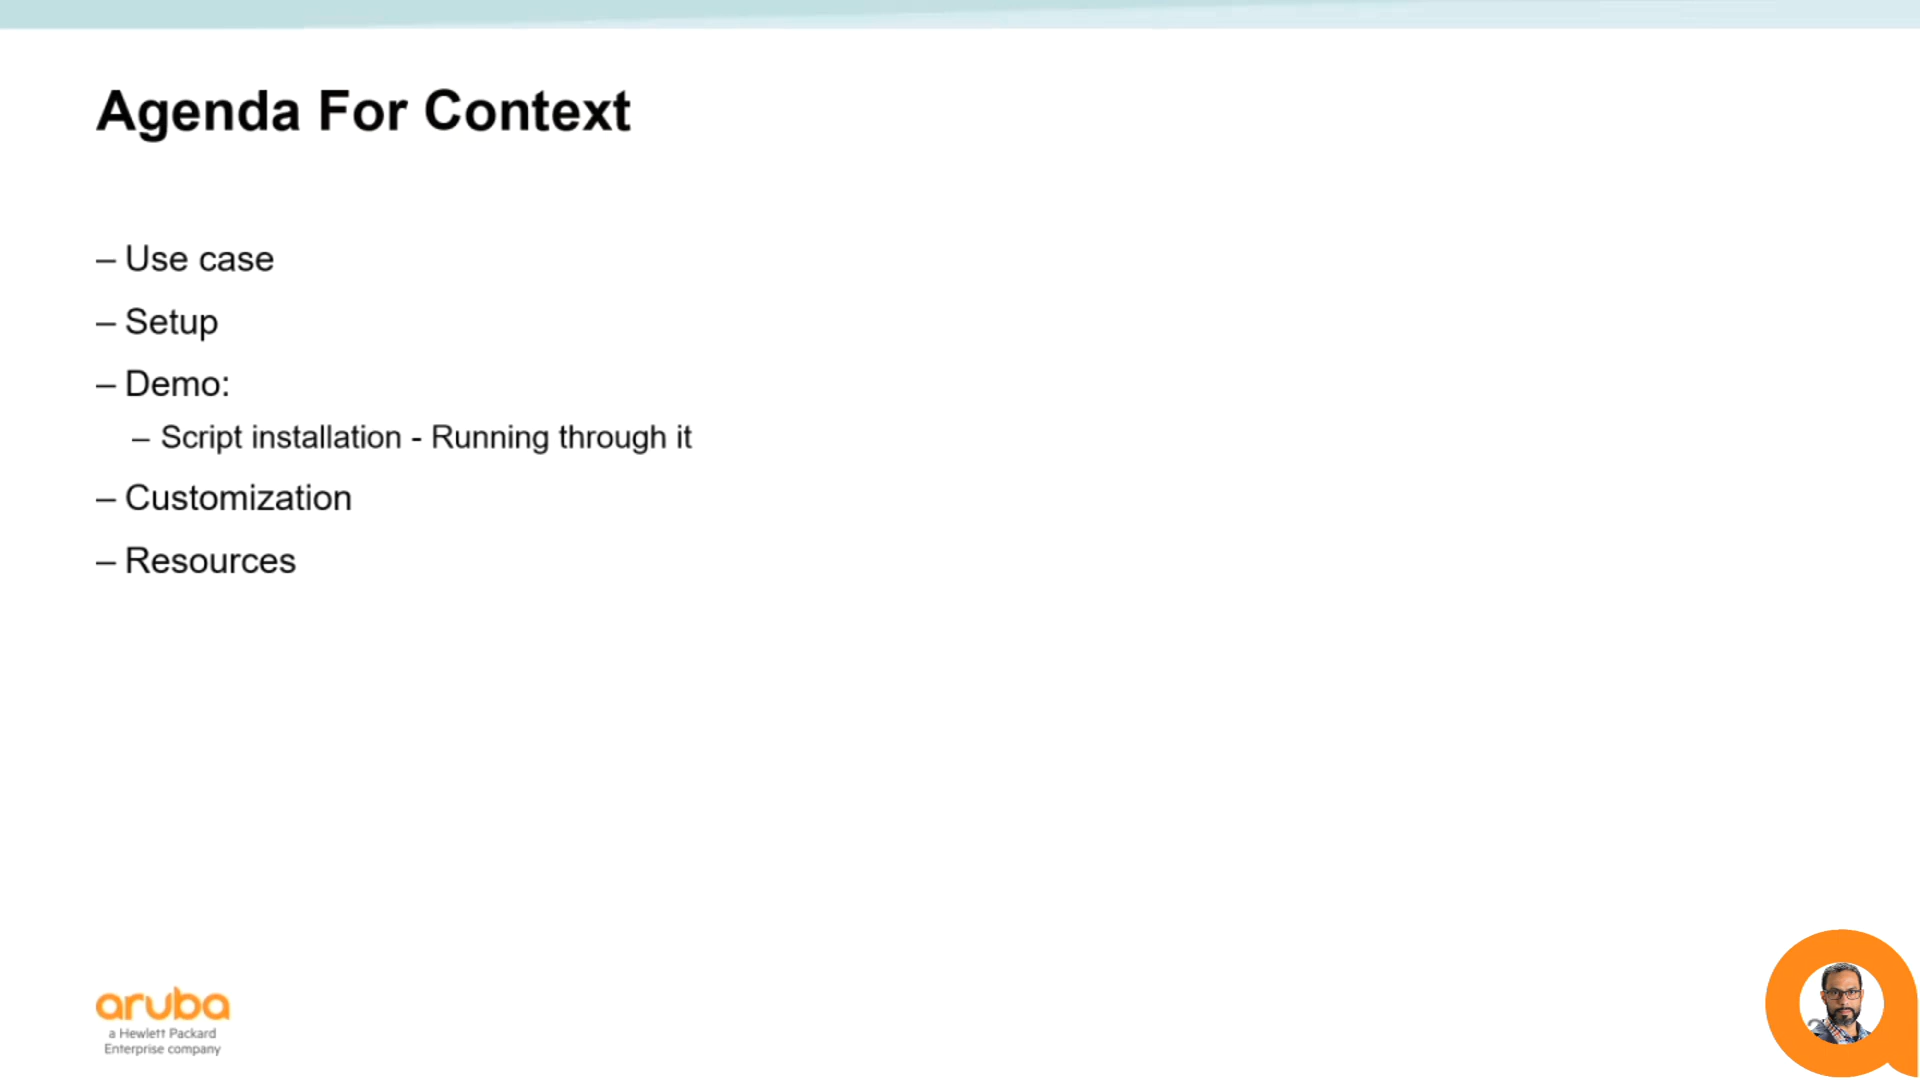 Agenda For Context
– Use case
– Setup
– Demo:
– Script installation - Running through it
– Customization
– Resources
aruba
a Hewlett Packard
Enterprise company